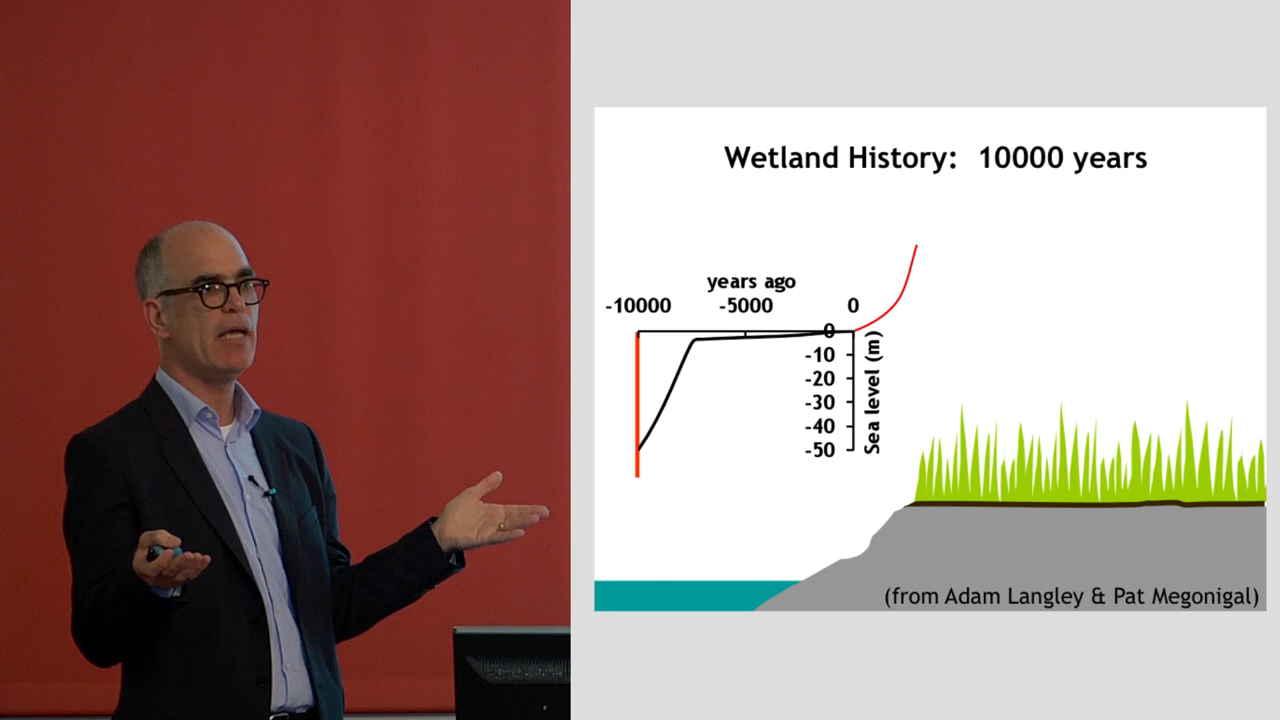 Wetland History: 10000 years
years ago
-10000 -5000 0
0
-10
-20
-30
-40
-50
Sea level (m)
(from Adam Langley & Pat Megonigal)